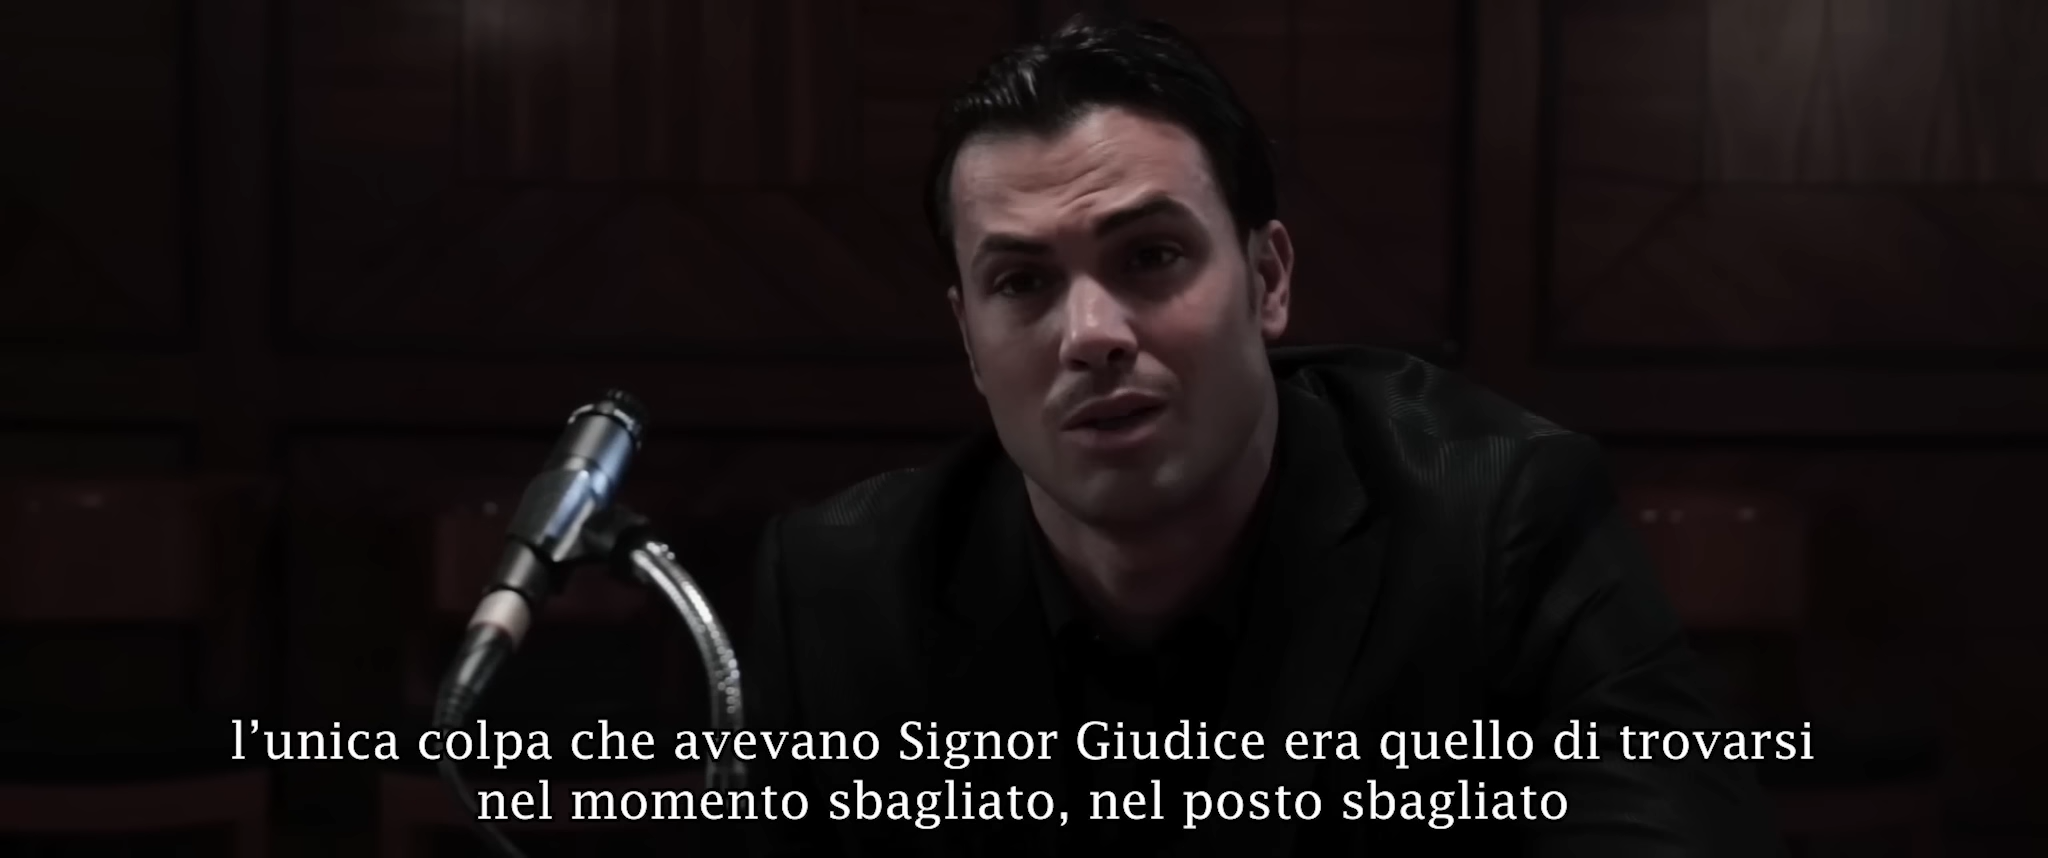 l’unica colpa che avevano Signor Giudice era quello di trovarsi
nel momento sbagliato, nel posto sbagliato